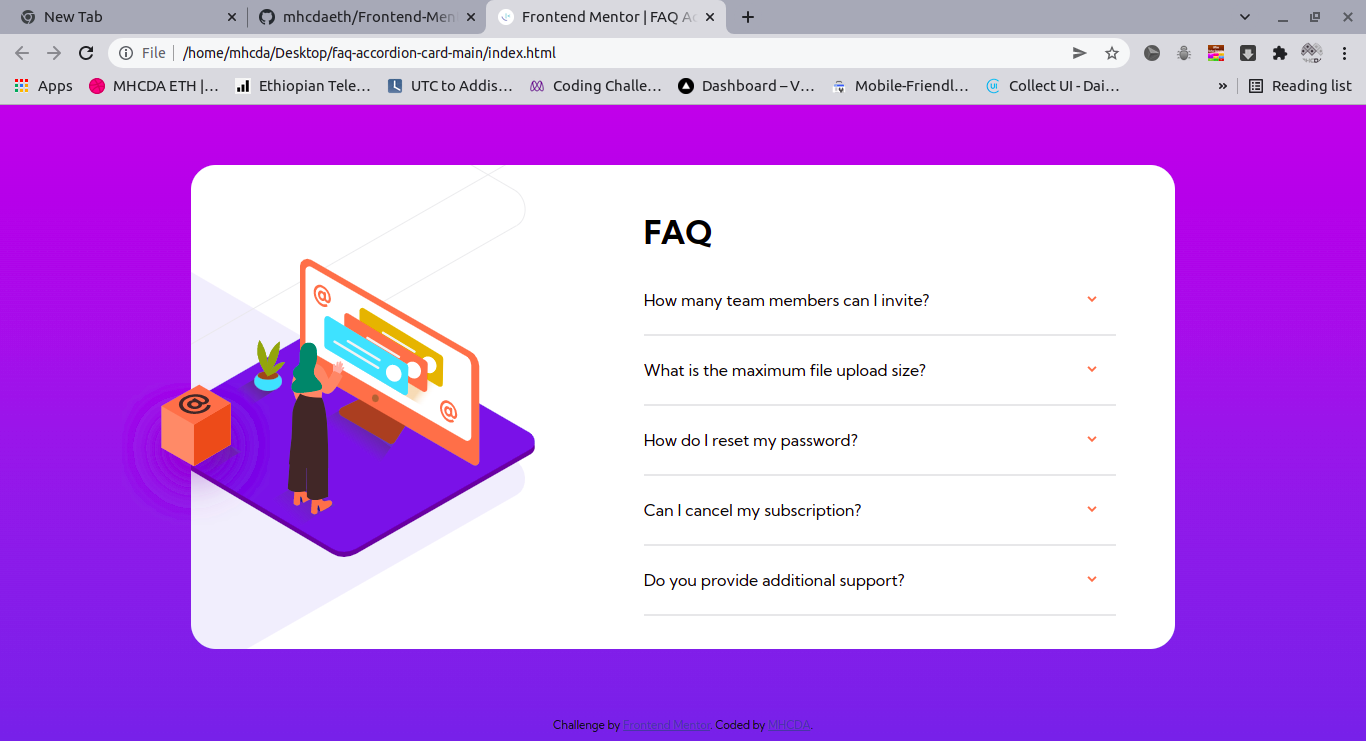 New Tab
mhcdaeth/Frontend-Men
Frontend Mentor | FAQ Ac
File
/home/mhcda/Desktop/faq-accordion-card-main/index.html
Apps
MHCDA ETH |...
Ethiopian Tele...
UTC to Addis...
Coding Challe...
Dashboard – V...
Mobile-Friendl...
Collect UI - Dai...
»
Reading list
FAQ
How many team members can I invite?
What is the maximum file upload size?
How do I reset my password?
Can I cancel my subscription?
Do you provide additional support?
@
@
@
Challenge by Frontend Mentor. Coded by MHCDA.